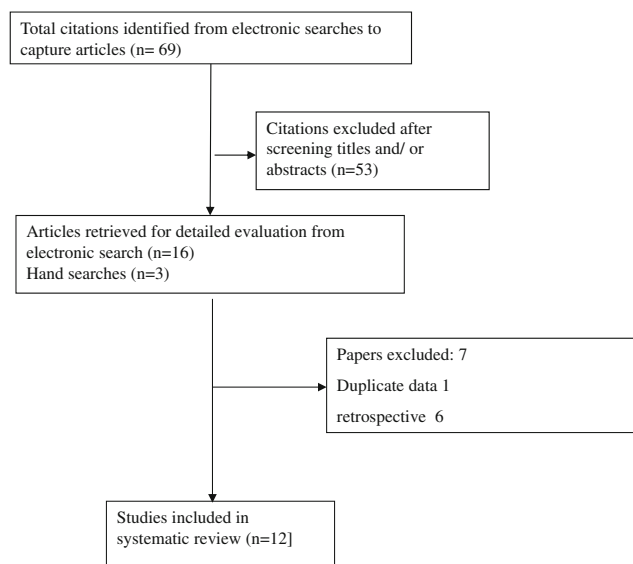 Total citations identified from electronic searches to
capture articles (n= 69)
Citations excluded after
screening titles and/ or
abstracts (n=53)
Articles retrieved for detailed evaluation from
electronic search (n=16)
Hand searches (n=3)
Papers excluded: 7
Duplicate data 1
retrospective 6
Studies included in
systematic review (n=12]